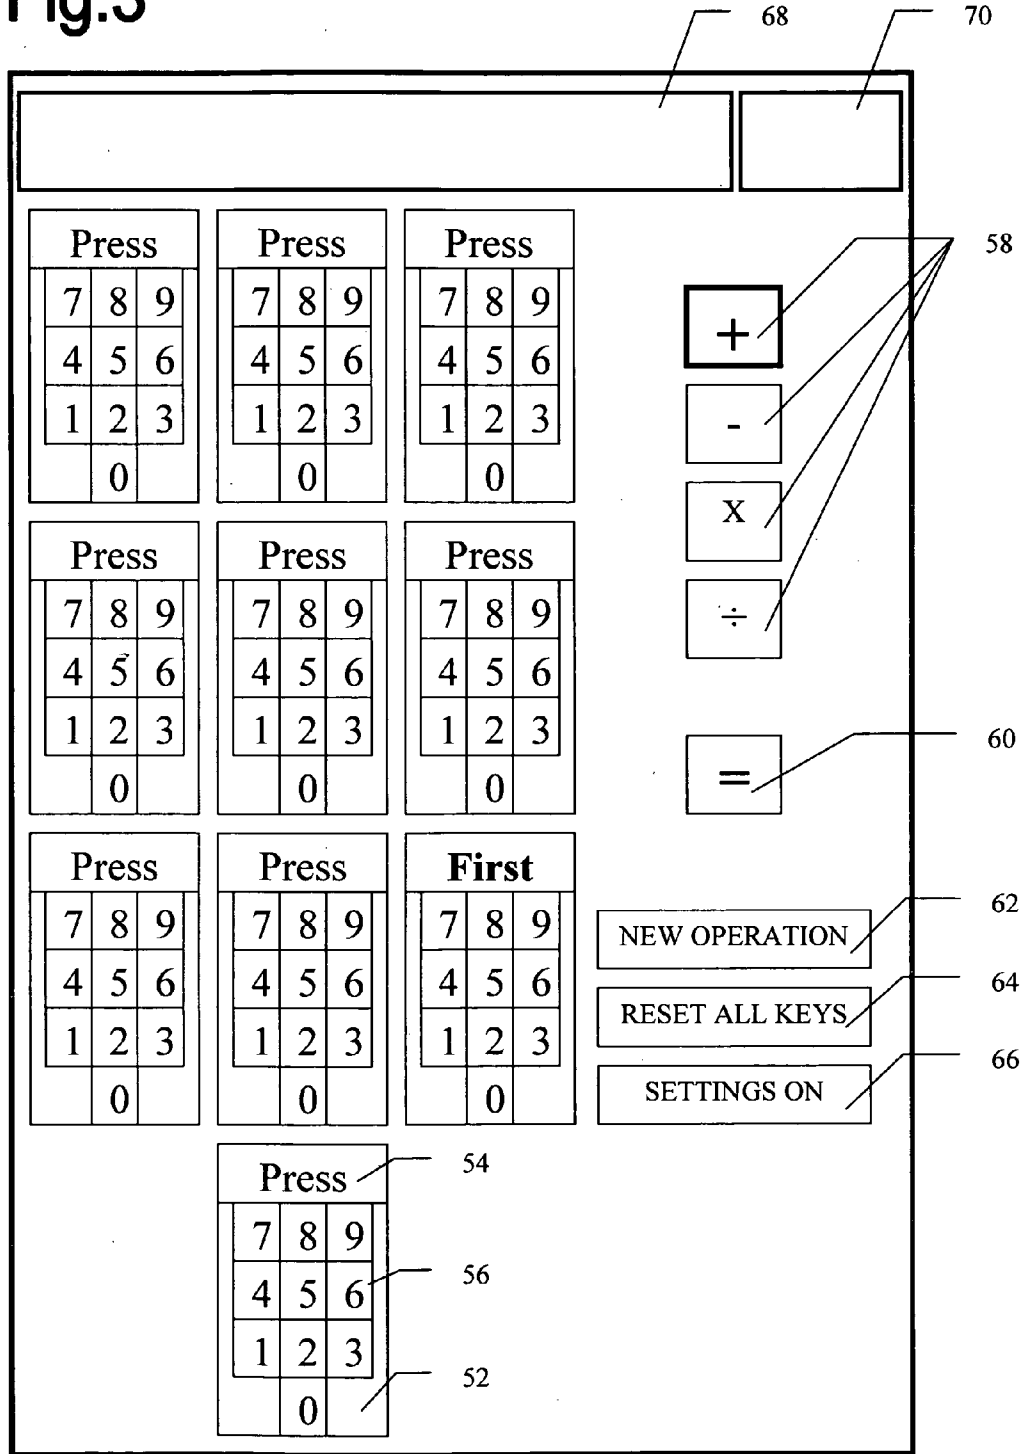 Fig.3
68 70
Press Press Press
58
7 8 9 7 8 9 7 8 9
+
4 5 6 4 5 6 4 5 6
1 2 3 1 2 3 1 2 3
-
0 0 0
X
Press Press Press
7 8 9 7 8 9 7 8 9
÷
4 5 6 4 5 6 4 5 6
1 2 3 1 2 3 1 2 3
60
0 0 0
=
Press Press First
7 8 9 7 8 9 7 8 9
62
NEW OPERATION
4 5 6 4 5 6 4 5 6
64
RESET ALL KEYS
1 2 3 1 2 3 1 2 3
66
SETTINGS ON
0 0 0
Press 54
7 8 9
4 5 6 56
1 2 3
52
0